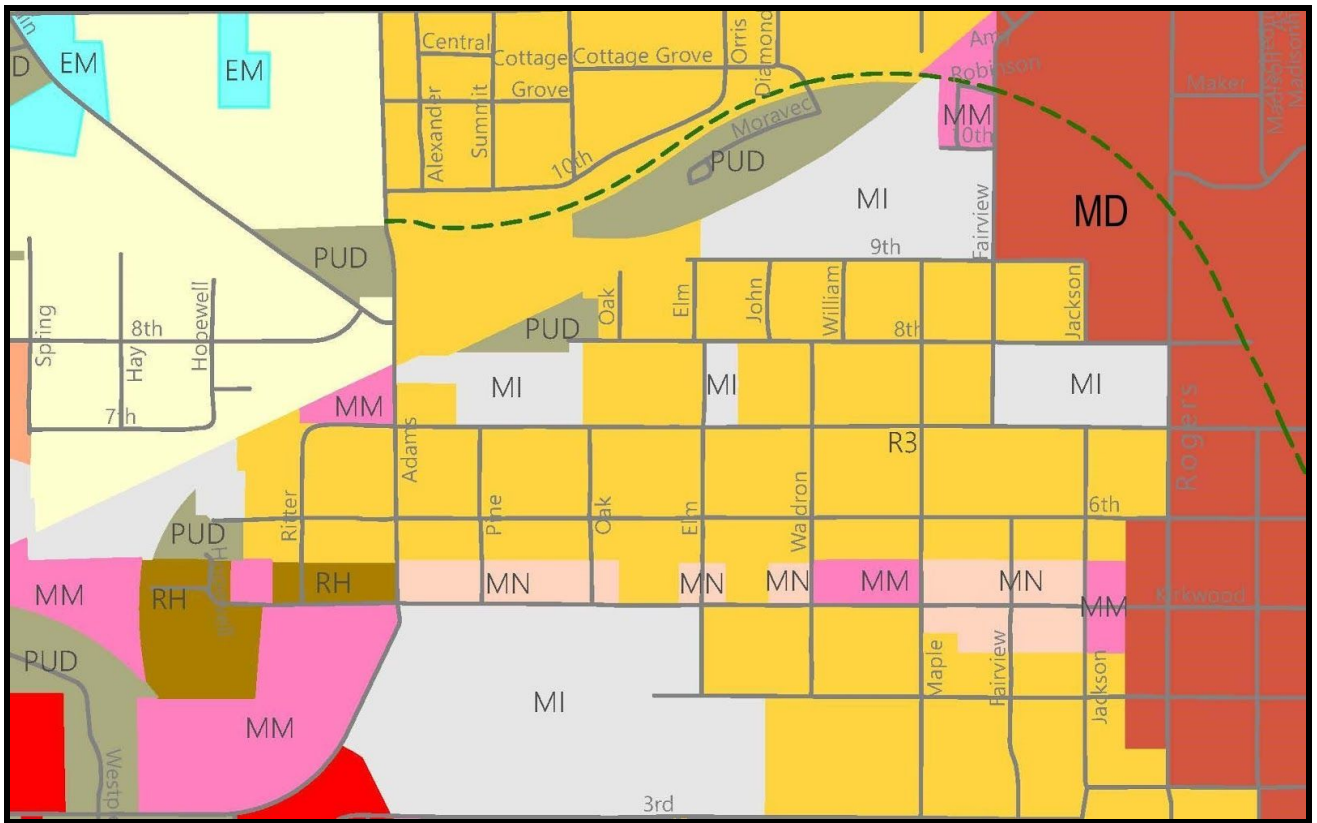 D
EM
EM
Central
Cottage
Grove
Cottage Grove
Orris
Diamond
Alexander
Summit
10th
Moravec
PUD
Robinson
MM
10th
Maker
MI
Fairview
MD
9th
PUD
Spring
8th
Hay
Hopewell
7th
PUD
Oak
Elm
John
William
8th
Jackson
MM
MI
MI
MI
Adams
R3
Rogers
Ritter
Pine
Oak
Elm
Waldron
6th
PUD
MM
RH
RH
MN
MN
MN
MM
MN
MM
Kirkwood
PUD
MM
MI
Maple
Fairview
Jackson
3rd